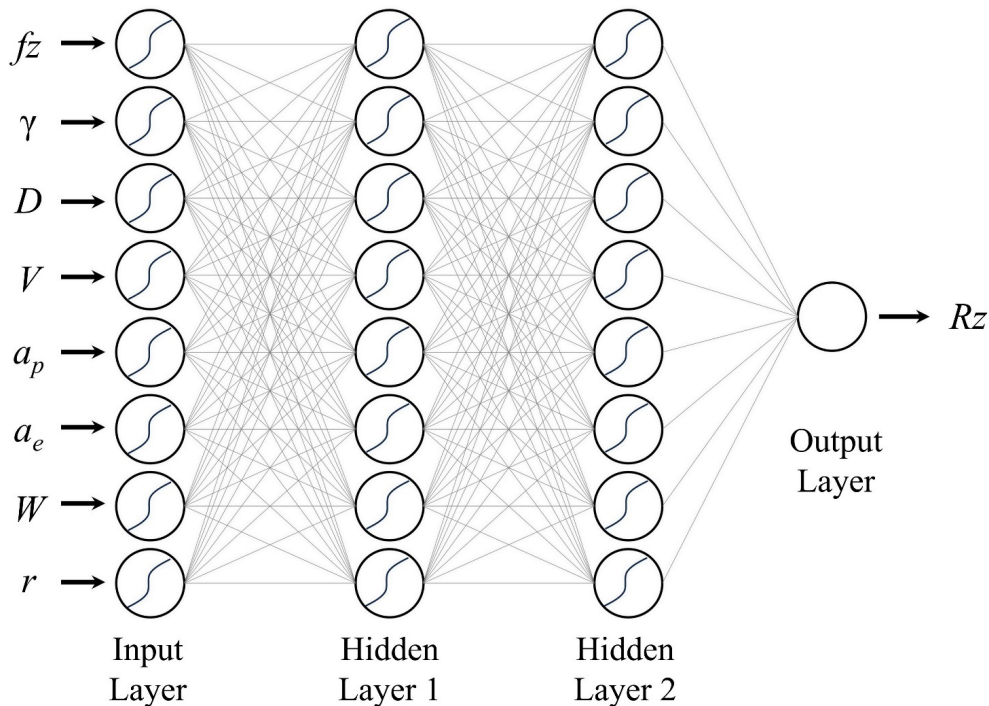 fz
γ
D
V
a_p
a_e
W
r
Rz
Output
Layer
Input
Layer
Hidden
Layer 1
Hidden
Layer 2